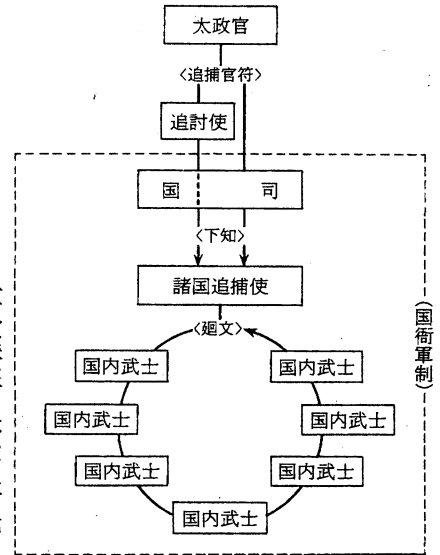 太政官
〈追捕官符〉
追討使
国司
〈下知〉
諸国追捕使
〈廻文〉
国内武士
国内武士
国内武士
国内武士
国内武士
国内武士
国内武士
(国衙軍制)